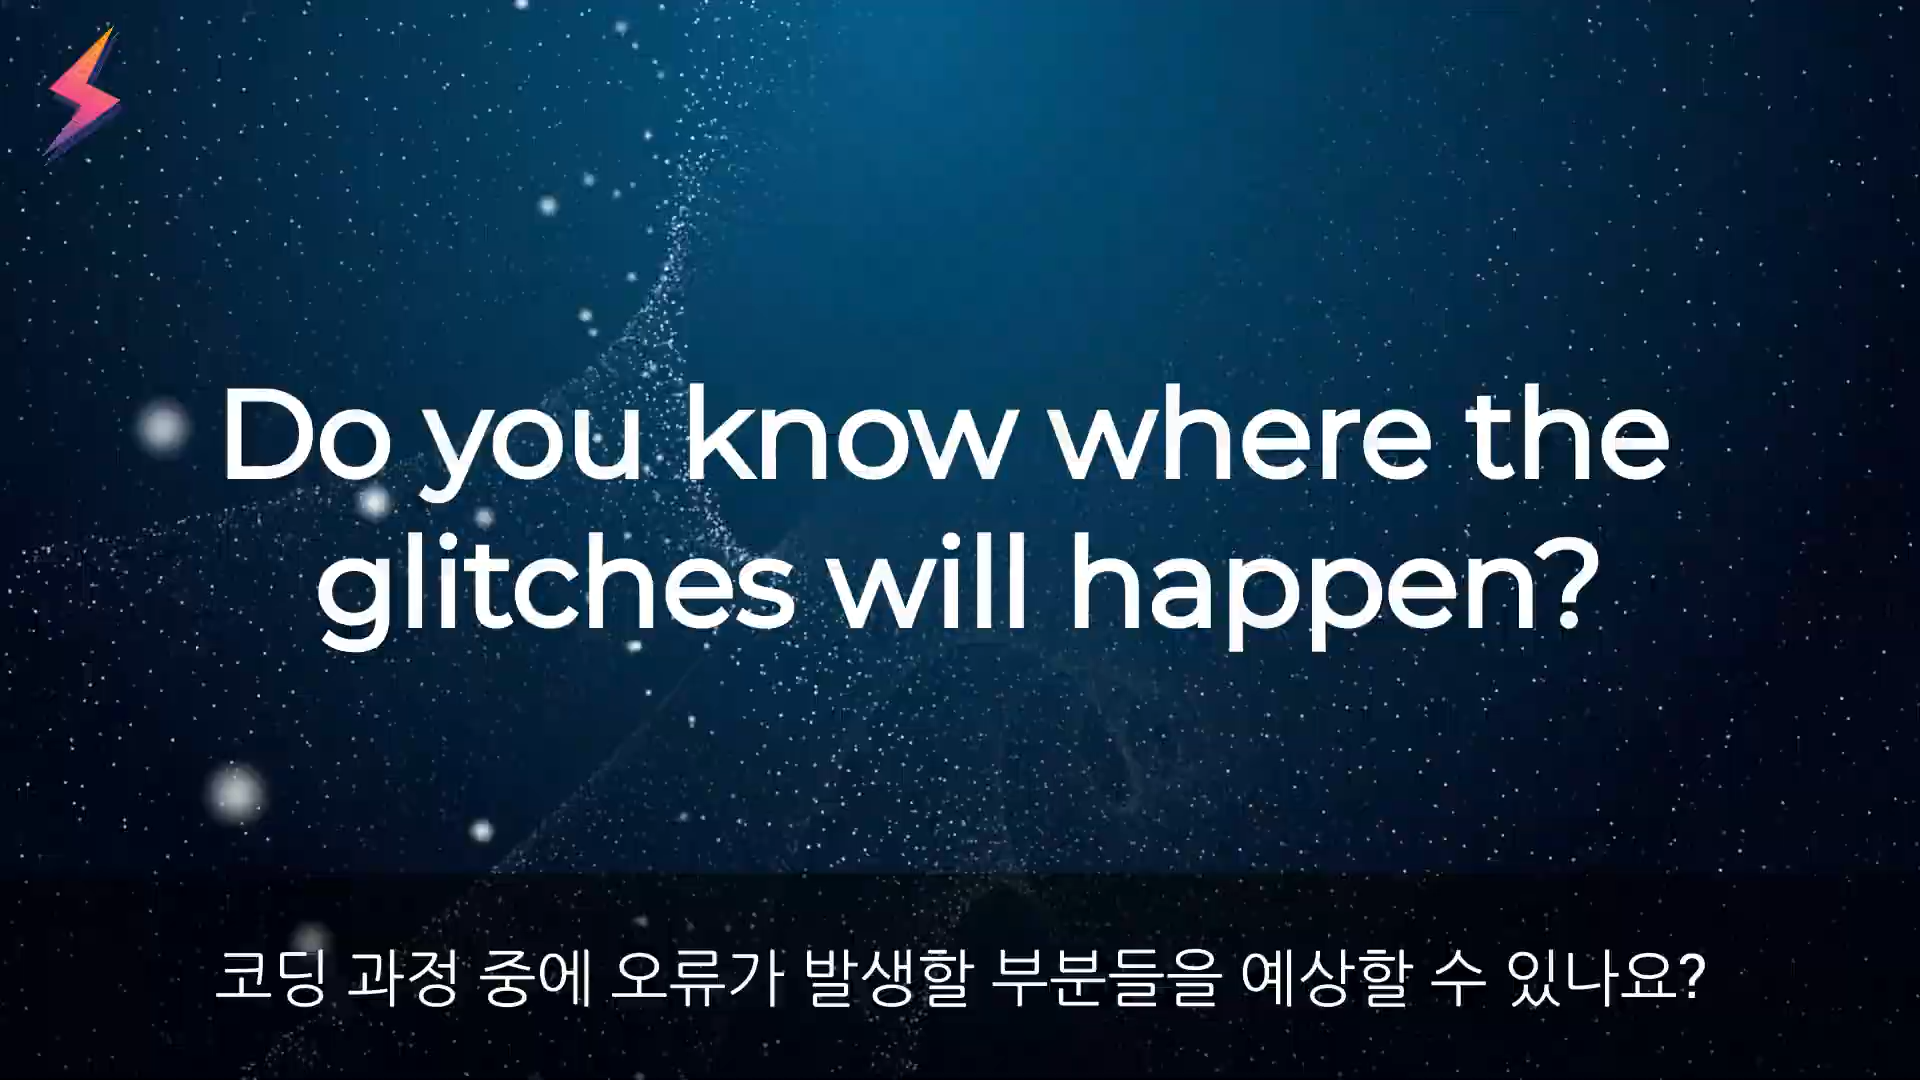 Do you know where the
glitches will happen?
코딩 과정 중에 오류가 발생할 부분들을 예상할 수 있나요?